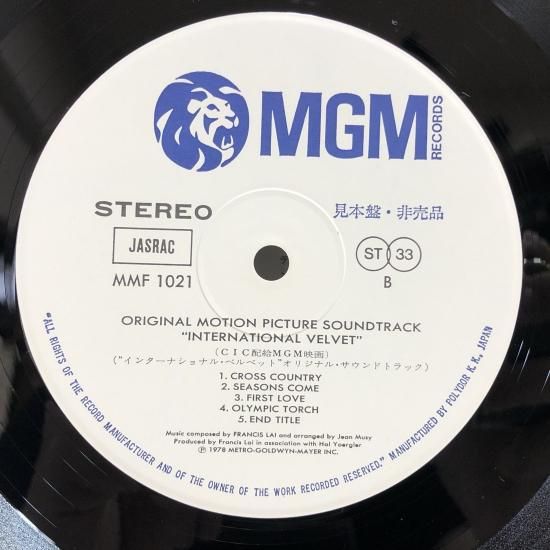 MGM
RECORDS
STEREO
見本盤・非売品
JASRAC
MMF 1021
ST 33
B
ORIGINAL MOTION PICTURE SOUNDTRACK
"INTERNATIONAL VELVET"
(CIC配給MGM映画)
("インターナショナル・ベルベット"オリジナル・サウンドトラック)
1. CROSS COUNTRY
2. SEASONS COME
3. FIRST LOVE
4. OLYMPIC TORCH
5. END TITLE
Music composed by FRANCIS LAI and arranged by Jean Musy
Produced by Francis Lai in association with Hal Yoergler
Ⓟ 1978 METRO-GOLDWYN-MAYER INC.
"ALL RIGHTS OF THE RECORD MANUFACTURER AND OF THE OWNER OF THE WORK RECORDED RESERVED." MANUFACTURED BY POLYDOR K.K., JAPAN